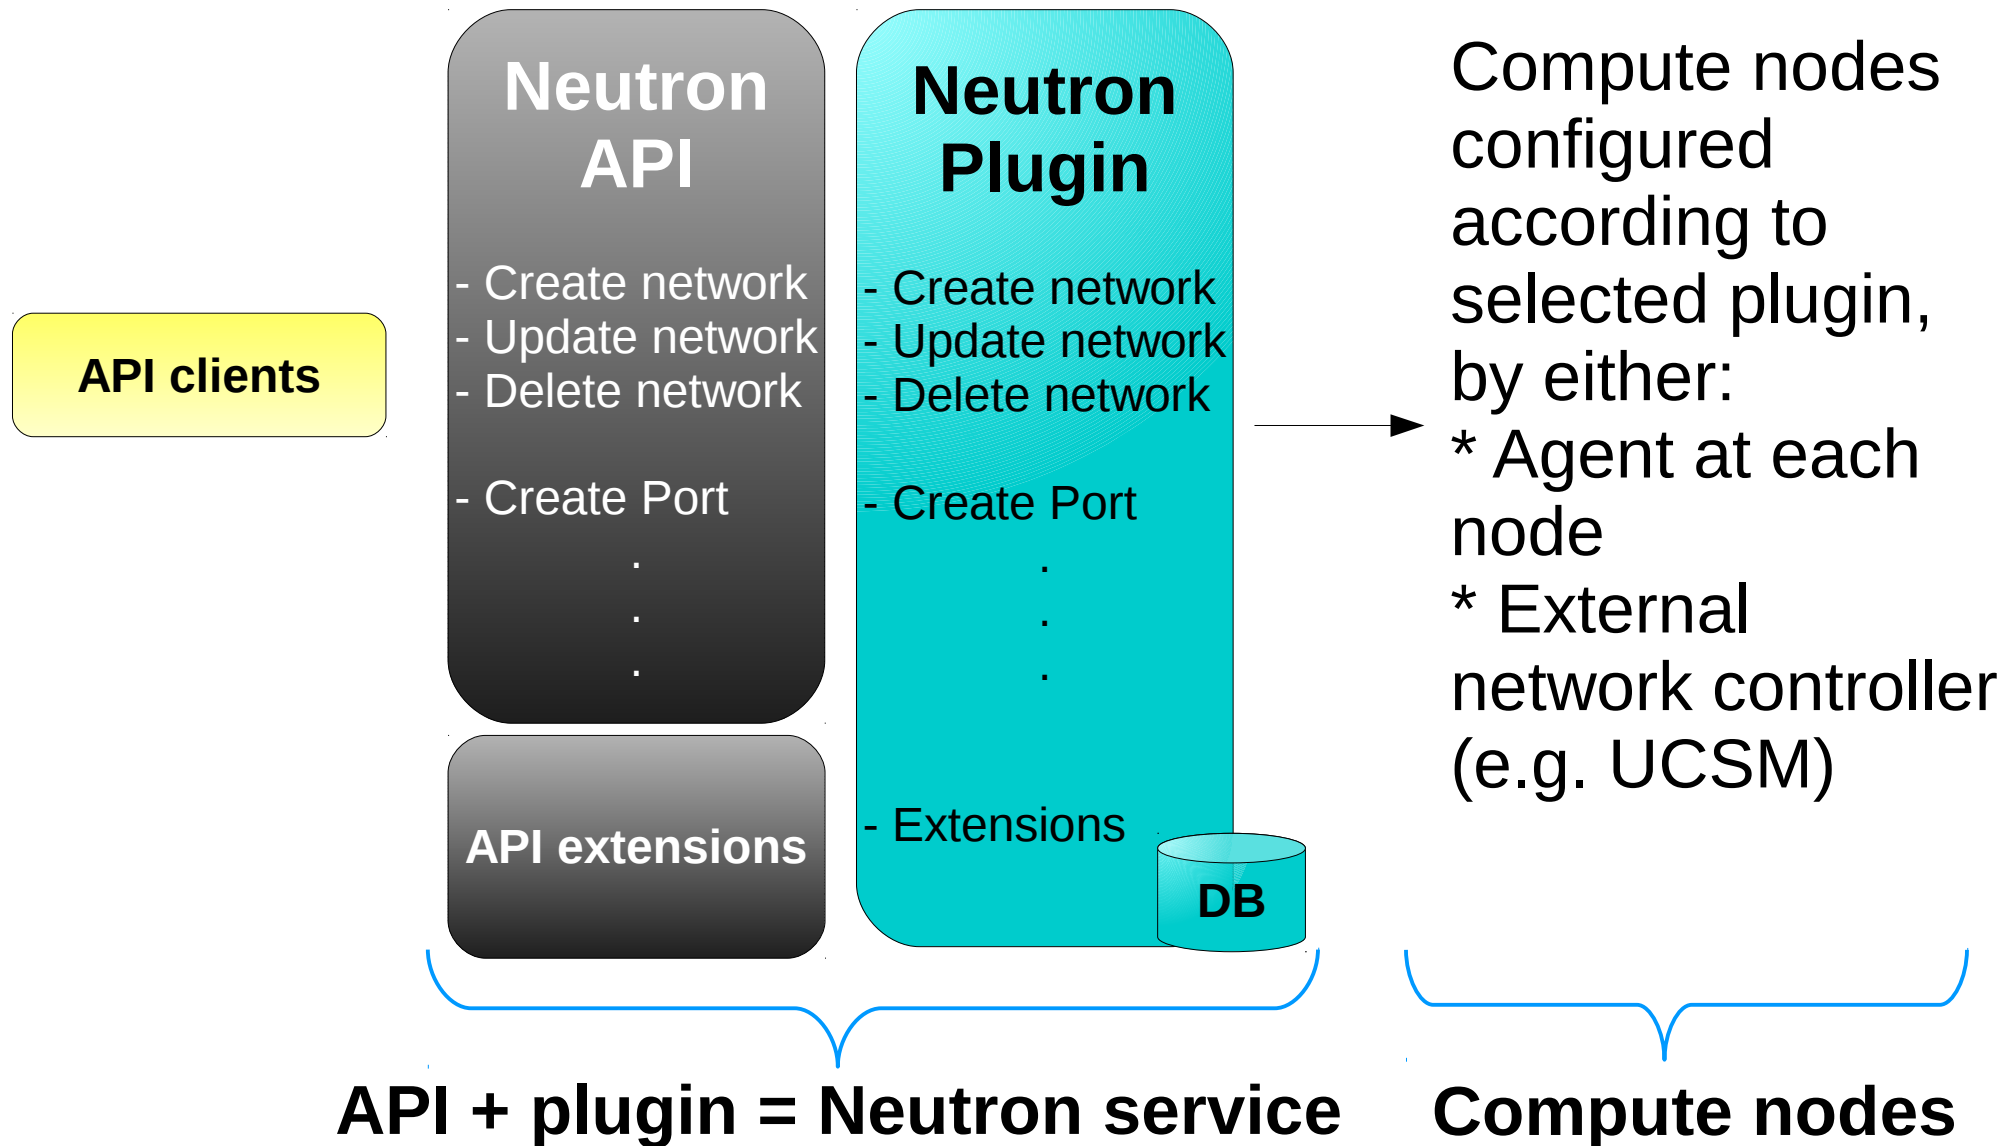 API clients
Neutron
API
- Create network
- Update network
- Delete network
- Create Port
.
.
.
API extensions
Neutron
Plugin
- Create network
- Update network
- Delete network
- Create Port
.
.
.
- Extensions
DB
Compute nodes
configured
according to
selected plugin,
by either:
* Agent at each
node
* External
network controller
(e.g. UCSM)
API + plugin = Neutron service
Compute nodes